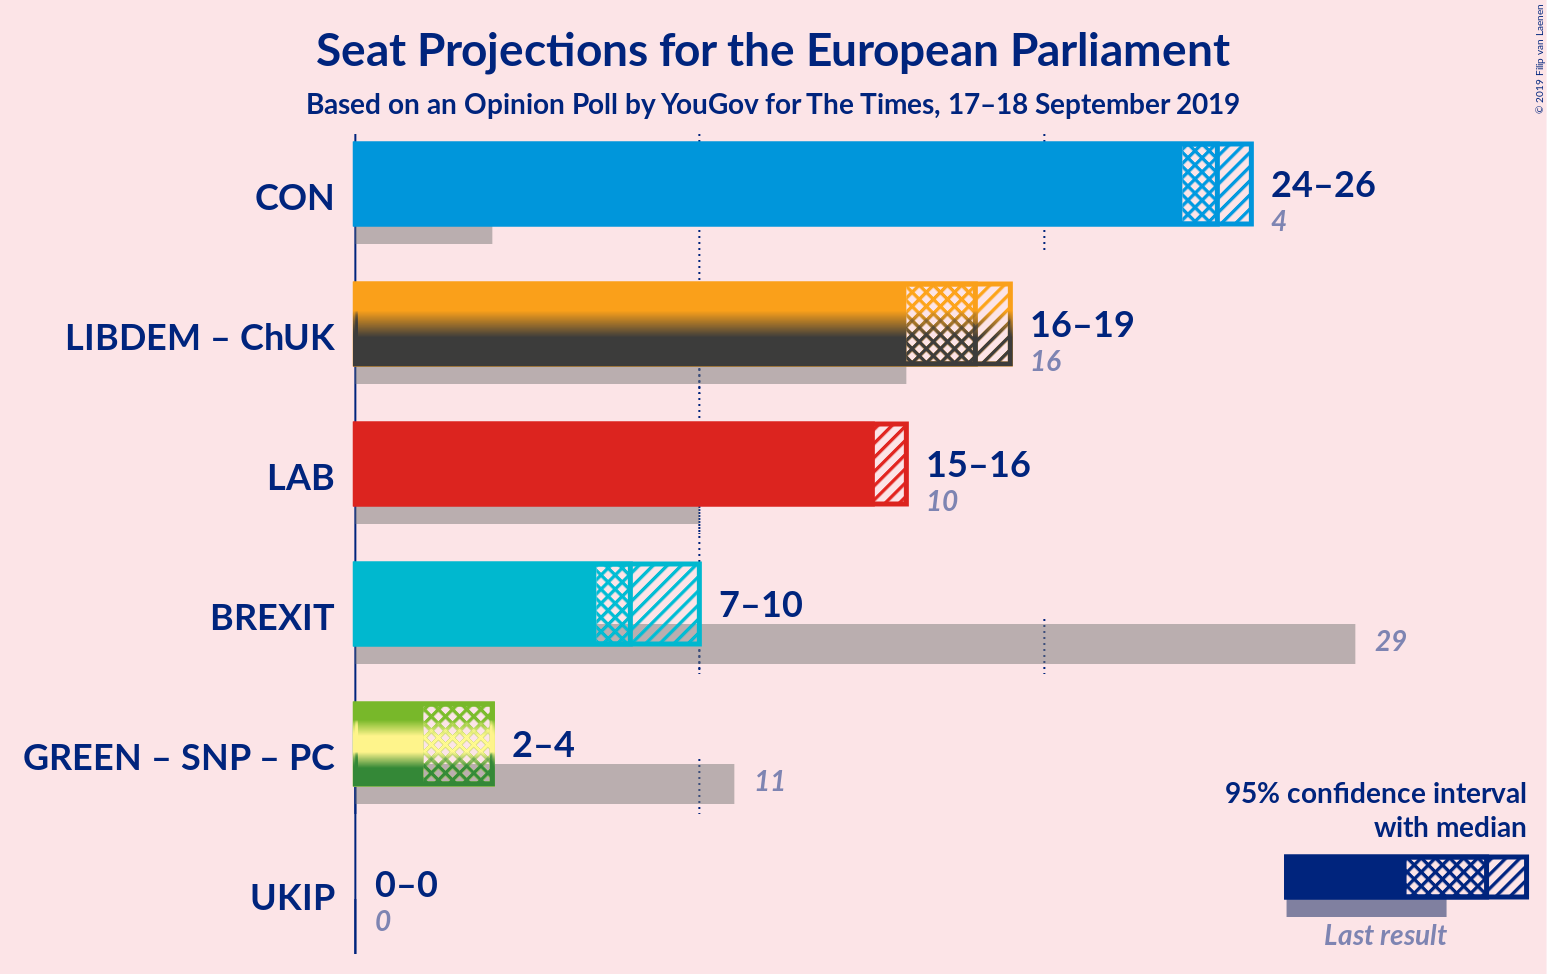 Seat Projections for the European Parliament
Based on an Opinion Poll by YouGov for The Times, 17–18 September 2019
© 2019 Filip van Laenen
CON
24–26
4
LIBDEM – ChUK
16–19
16
LAB
15–16
10
BREXIT
7–10
29
GREEN – SNP – PC
2–4
11
UKIP
0–0
0
95% confidence interval
with median
Last result